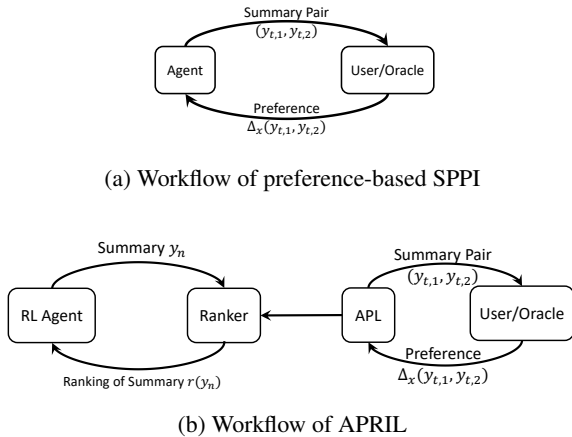 Summary Pair
(y_{t,1}, y_{t,2})
Agent
User/Oracle
Preference
Δ_x(y_{t,1}, y_{t,2})
(a) Workflow of preference-based SPPI
Summary y_n
Summary Pair
(y_{t,1}, y_{t,2})
RL Agent
Ranker
APL
User/Oracle
Ranking of Summary r(y_n)
Preference
Δ_x(y_{t,1}, y_{t,2})
(b) Workflow of APRIL